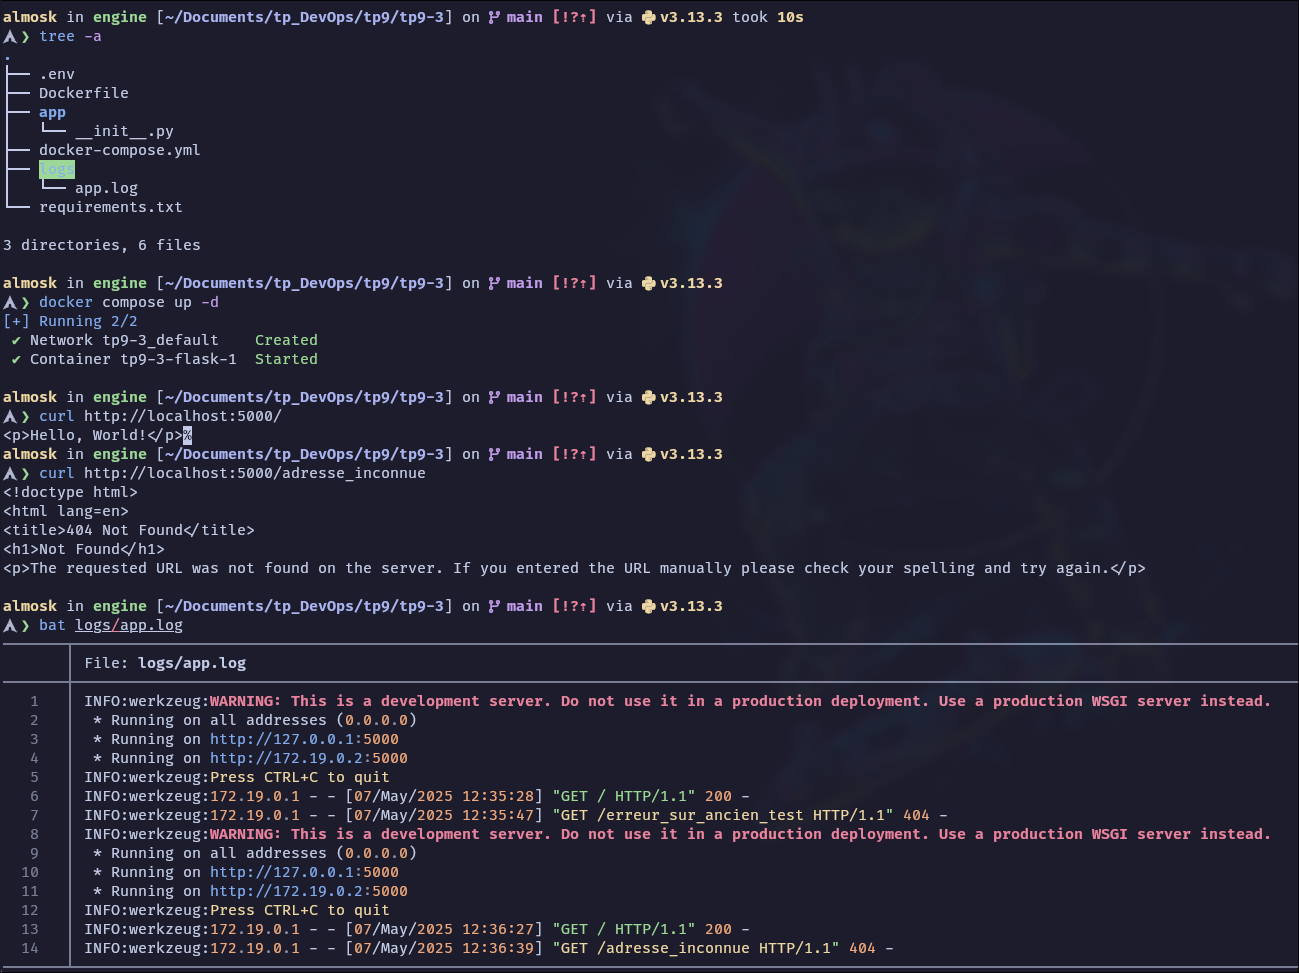 almosk in engine [~/Documents/tp_DevOps/tp9/tp9-3] on main [!?⇡] via v3.13.3 took 10s
❯ tree -a
.
├── .env
├── Dockerfile
├── app
│   └── __init__.py
├── docker-compose.yml
├── logs
│   └── app.log
└── requirements.txt
3 directories, 6 files
almosk in engine [~/Documents/tp_DevOps/tp9/tp9-3] on main [!?⇡] via v3.13.3
❯ docker compose up -d
[+] Running 2/2
✔ Network tp9-3_default Created
✔ Container tp9-3-flask-1 Started
almosk in engine [~/Documents/tp_DevOps/tp9/tp9-3] on main [!?⇡] via v3.13.3
❯ curl http://localhost:5000/
<p>Hello, World!</p>%
almosk in engine [~/Documents/tp_DevOps/tp9/tp9-3] on main [!?⇡] via v3.13.3
❯ curl http://localhost:5000/adresse_inconnue
<!doctype html>
<html lang=en>
<title>404 Not Found</title>
<h1>Not Found</h1>
<p>The requested URL was not found on the server. If you entered the URL manually please check your spelling and try again.</p>
almosk in engine [~/Documents/tp_DevOps/tp9/tp9-3] on main [!?⇡] via v3.13.3
❯ bat logs/app.log
File: logs/app.log
1 INFO:werkzeug:WARNING: This is a development server. Do not use it in a production deployment. Use a production WSGI server instead.
2 * Running on all addresses (0.0.0.0)
3 * Running on http://127.0.0.1:5000
4 * Running on http://172.19.0.2:5000
5 INFO:werkzeug:Press CTRL+C to quit
6 INFO:werkzeug:172.19.0.1 - - [07/May/2025 12:35:28] "GET / HTTP/1.1" 200 -
7 INFO:werkzeug:172.19.0.1 - - [07/May/2025 12:35:47] "GET /erreur_sur_ancien_test HTTP/1.1" 404 -
8 INFO:werkzeug:WARNING: This is a development server. Do not use it in a production deployment. Use a production WSGI server instead.
9 * Running on all addresses (0.0.0.0)
10 * Running on http://127.0.0.1:5000
11 * Running on http://172.19.0.2:5000
12 INFO:werkzeug:Press CTRL+C to quit
13 INFO:werkzeug:172.19.0.1 - - [07/May/2025 12:36:27] "GET / HTTP/1.1" 200 -
14 INFO:werkzeug:172.19.0.1 - - [07/May/2025 12:36:39] "GET /adresse_inconnue HTTP/1.1" 404 -